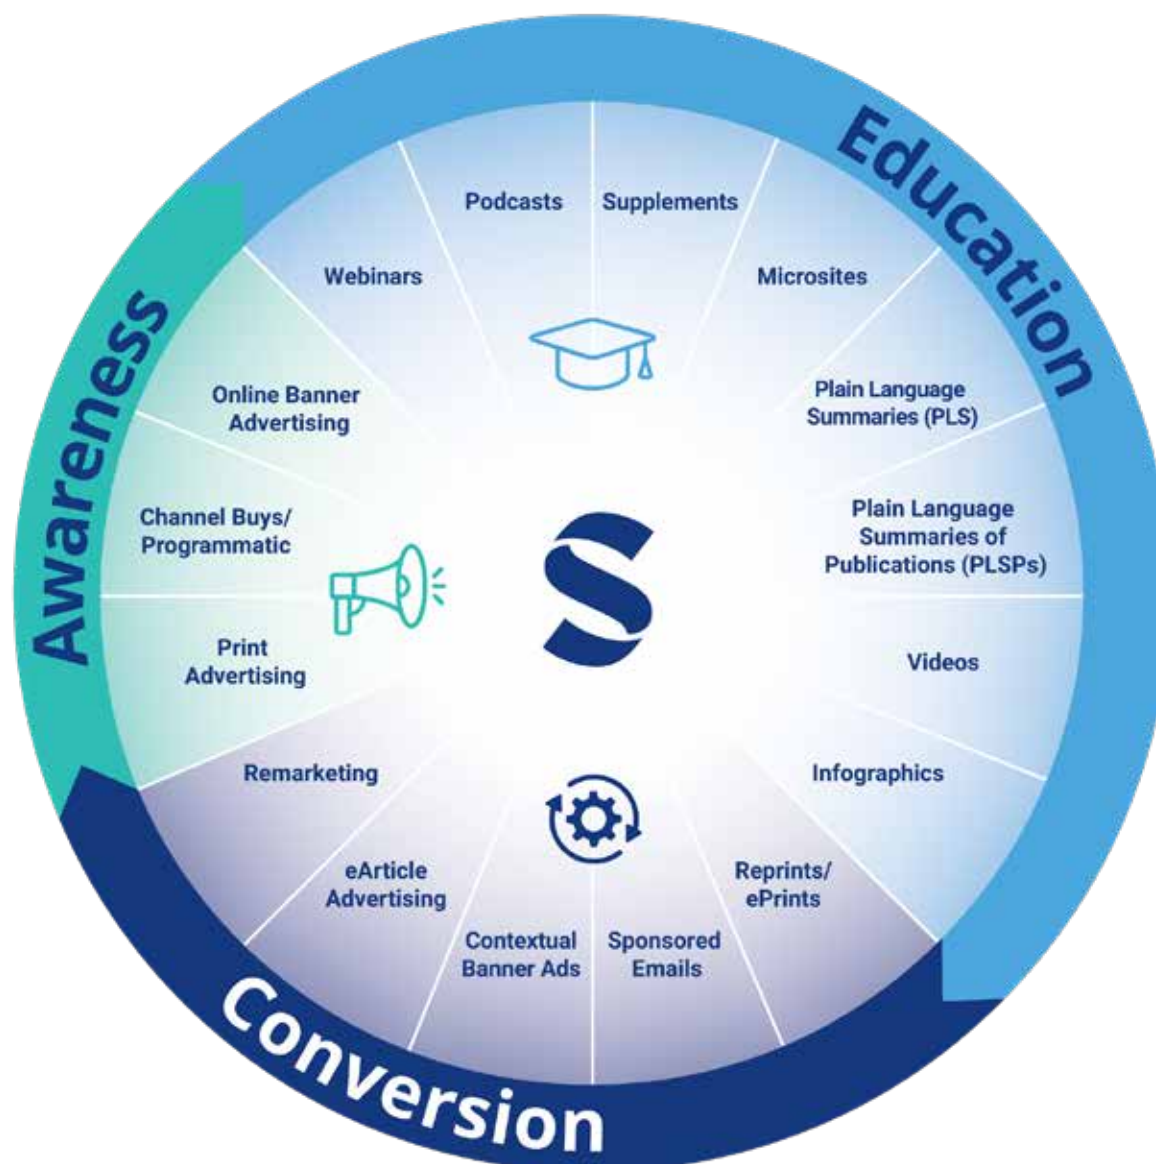 Education
Podcasts
Supplements
Webinars
Microsites
Plain Language
Summaries (PLS)
Plain Language
Summaries of
Publications (PLSPs)
Videos
Infographics
Awareness
Online Banner
Advertising
Channel Buys/
Programmatic
Print
Advertising
Conversion
Remarketing
eArticle
Advertising
Contextual
Banner Ads
Sponsored
Emails
Reprints/
ePrints
S